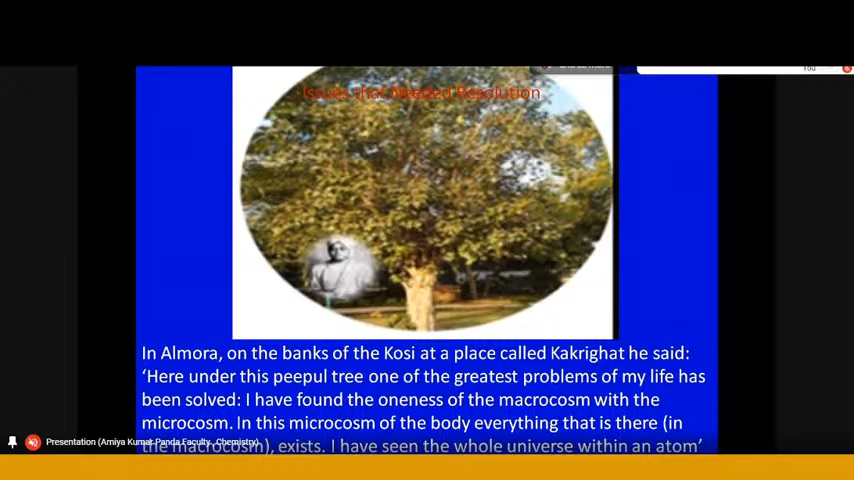 You
Issues that Needed Resolution
In Almora, on the banks of the Kosi at a place called Kakrighat he said:
‘Here under this peepul tree one of the greatest problems of my life has
been solved: I have found the oneness of the macrocosm with the
microcosm. In this microcosm of the body everything that is there (in
Presentation (Amiya Kumar Panda Faculty, Chemistry)
the macrocosm), exists. I have seen the whole universe within an atom’